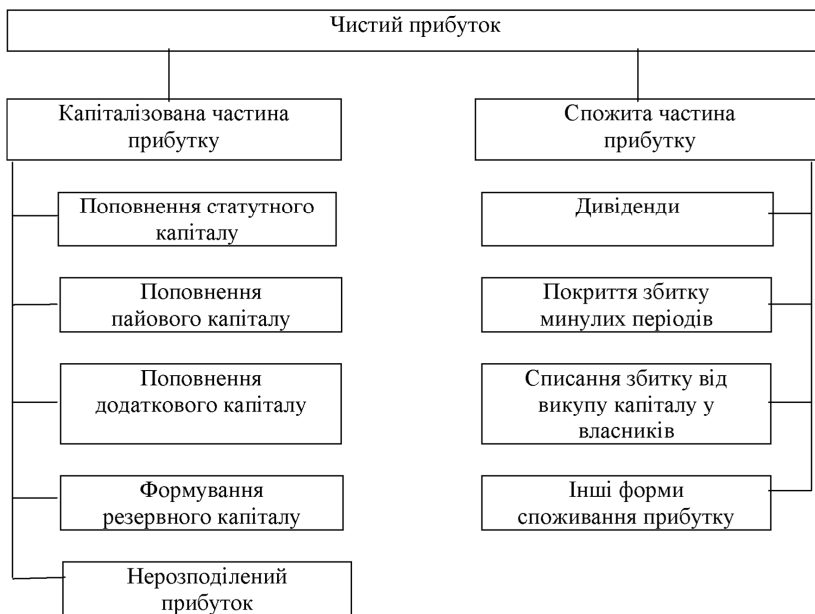 Чистий прибуток
Капіталізована частина
прибутку
Поповнення статутного
капіталу
Поповнення
пайового капіталу
Поповнення
додаткового капіталу
Формування
резервного капіталу
Нерозподілений
прибуток
Спожита частина
прибутку
Дивіденди
Покриття збитку
минулих періодів
Списання збитку від
викупу капіталу у
власників
Інші форми
споживання прибутку